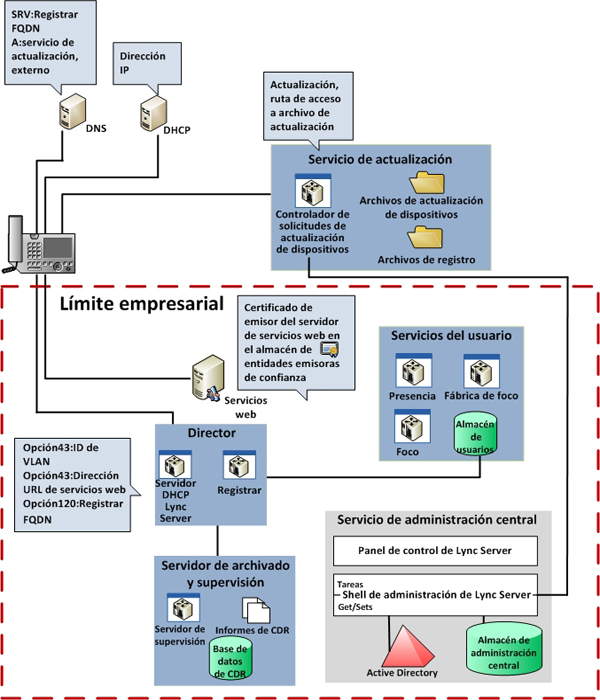 SRV:Registrar
FQDN
A:servicio de
actualización,
externo
Dirección
IP
DNS
DHCP
Actualización,
ruta de acceso
a archivo de
actualización
Servicio de actualización
Controlador de
solicitudes de
actualización
de dispositivos
Archivos de actualización
de dispositivos
Archivos de registro
Límite empresarial
Certificado de
emisor del servidor
de servicios web en
el almacén de
entidades emisoras
de confianza
Servicios
web
Servicios del usuario
Presencia
Fábrica de foco
Foco
Almacén
de
usuarios
Director
Servidor
DHCP
Lync
Server
Registrar
Opción43:ID de
VLAN
Opción43:Dirección
URL de servicios web
Opción120:Registrar
FQDN
Servidor de archivado
y supervisión
Servidor de
supervisión
Informes de CDR
Base de
datos
de CDR
Servicio de administración central
Panel de control de Lync Server
Tareas
Shell de administración de Lync Server
Get/Sets
Active Directory
Almacén de
administración
central